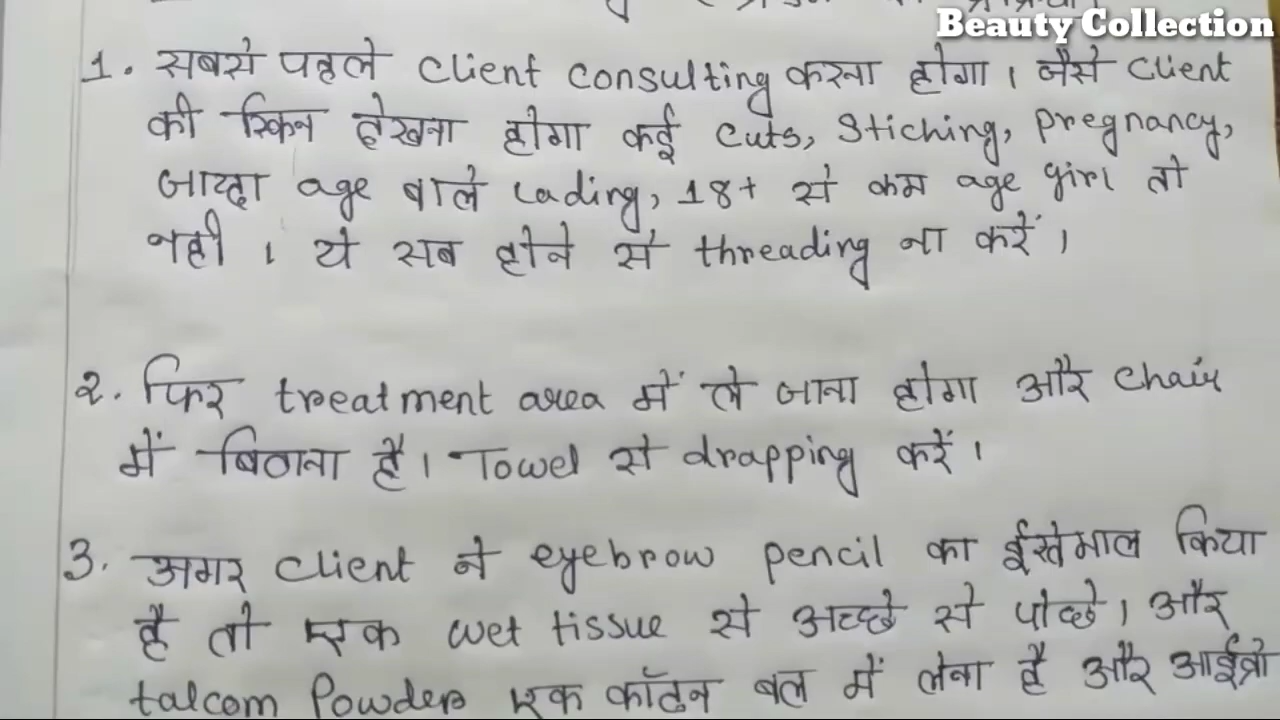 Beauty Collection
1. सबसे पहले client consulting करना होगा। जैसे client
की स्किन देखना होगा कई cuts, stiching, pregnancy,
जाय्दा age बाले Lading, 18+ से कम age girl तो
नही। ये सब होने से threading ना करें।
2. फिर treatment area में ले जाना होगा और chair
में बिठाना है। Towel से drapping करें।
3. अगर client ने eyebrow pencil का ईस्तेमाल किया
है तो एक wet tissue से अच्छे से पोछे। और
talcom Powder एक कॉटन बल में लेना है और आईब्रो